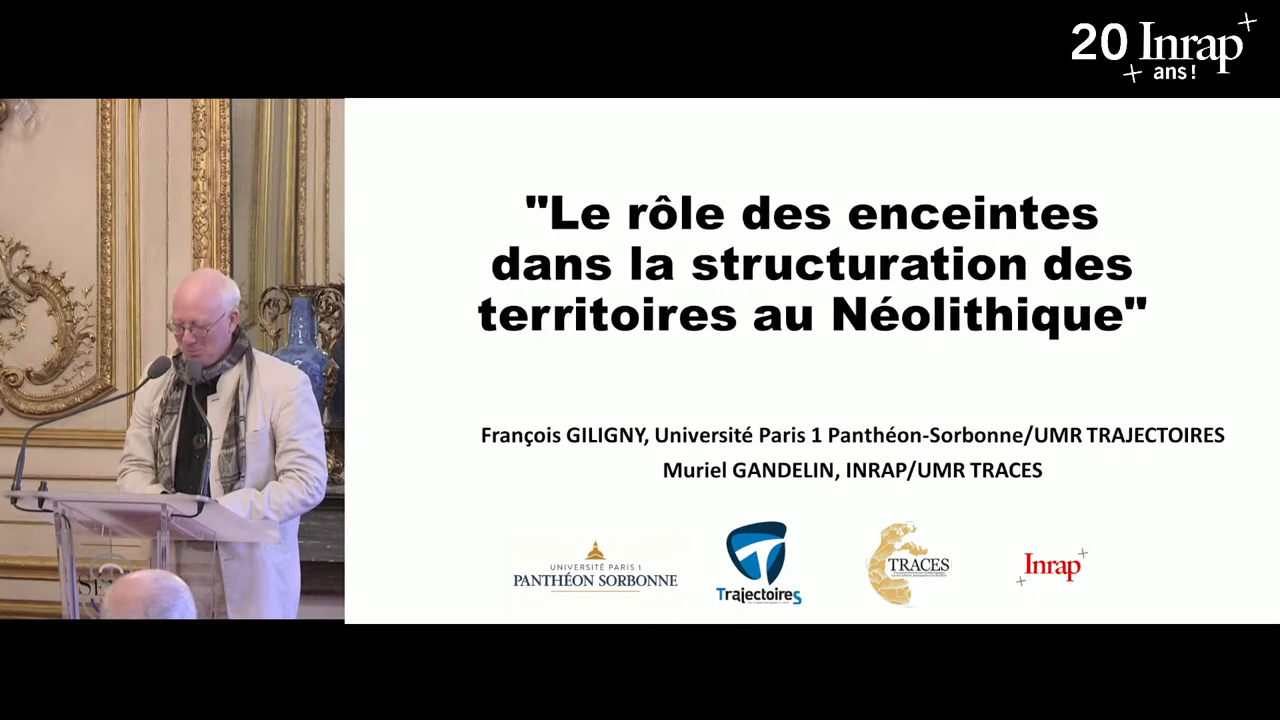 20 Inrap
ans !
"Le rôle des enceintes
dans la structuration des
territoires au Néolithique"
François GILIGNY, Université Paris 1 Panthéon-Sorbonne/UMR TRAJECTOIRES
Muriel GANDELIN, INRAP/UMR TRACES
UNIVERSITÉ PARIS 1
PANTHÉON SORBONNE
TrajectoireS
TRACES
Inrap